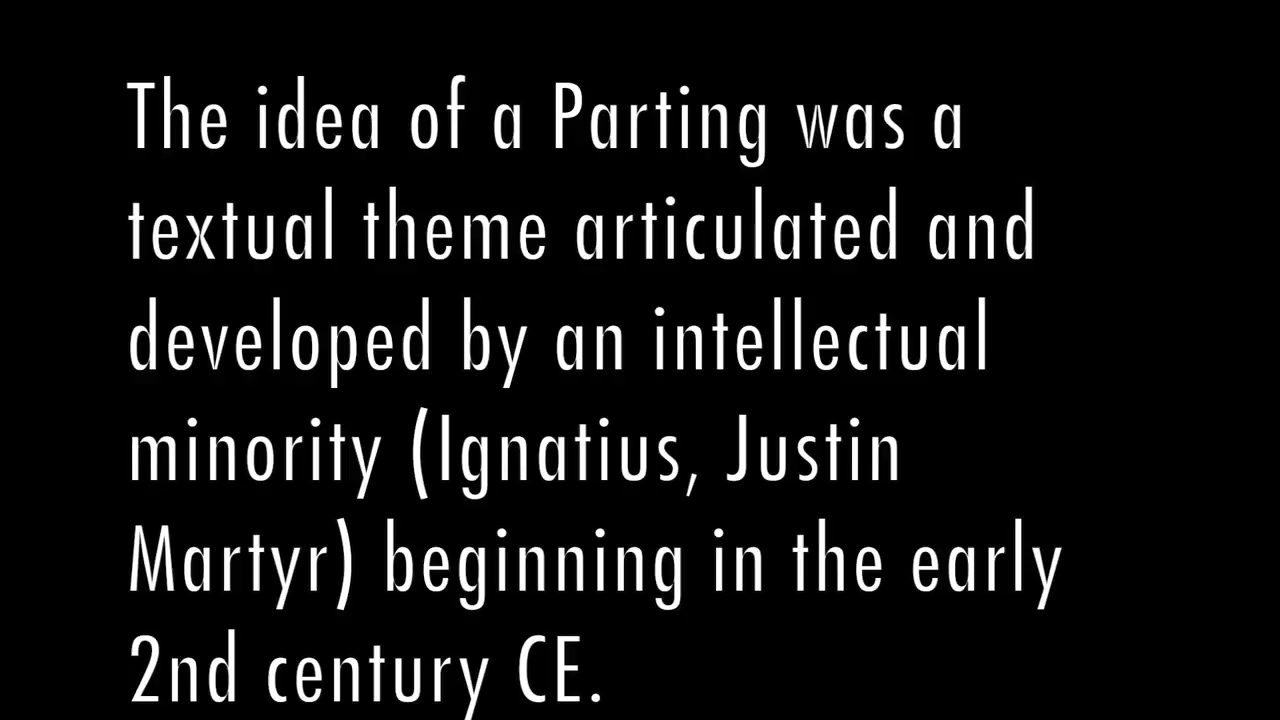 The idea of a Parting was a
textual theme articulated and
developed by an intellectual
minority (Ignatius, Justin
Martyr) beginning in the early
2nd century CE.